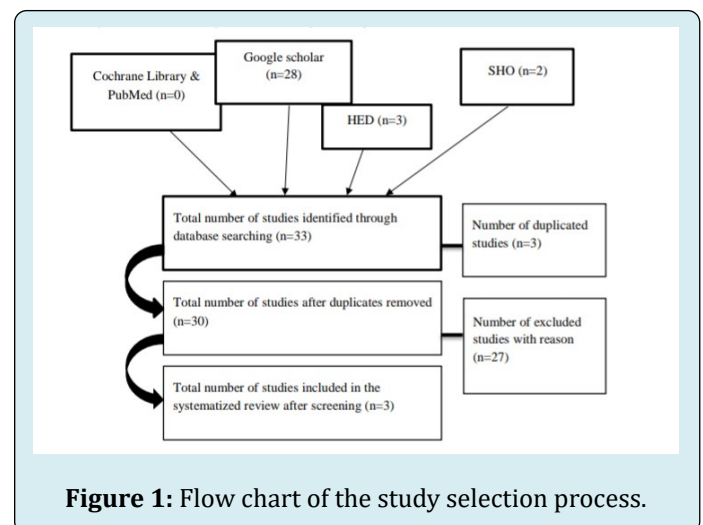 Cochrane Library &
PubMed (n=0)
Google scholar
(n=28)
HED (n=3)
SHO (n=2)
Total number of studies identified through
database searching (n=33)
Number of duplicated
studies (n=3)
Total number of studies after duplicates removed
(n=30)
Number of excluded
studies with reason
(n=27)
Total number of studies included in the
systematized review after screening (n=3)
Figure 1: Flow chart of the study selection process.